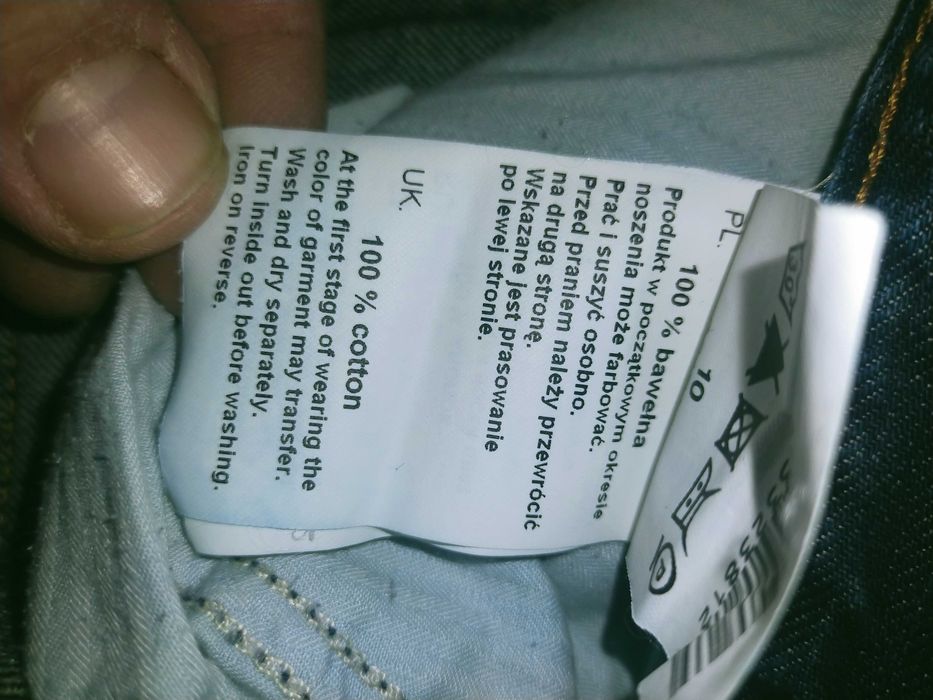 PL.
100 % bawełna
Produkt w początkowym okresie
noszenia może farbować.
Prać i suszyć osobno.
Przed praniem należy przewrócić
na drugą stronę.
Wskazane jest prasowanie
po lewej stronie.
UK.
100 % cotton
At the first stage of wearing the
color of garment may transfer.
Wash and dry separately.
Turn inside out before washing.
Iron on reverse.